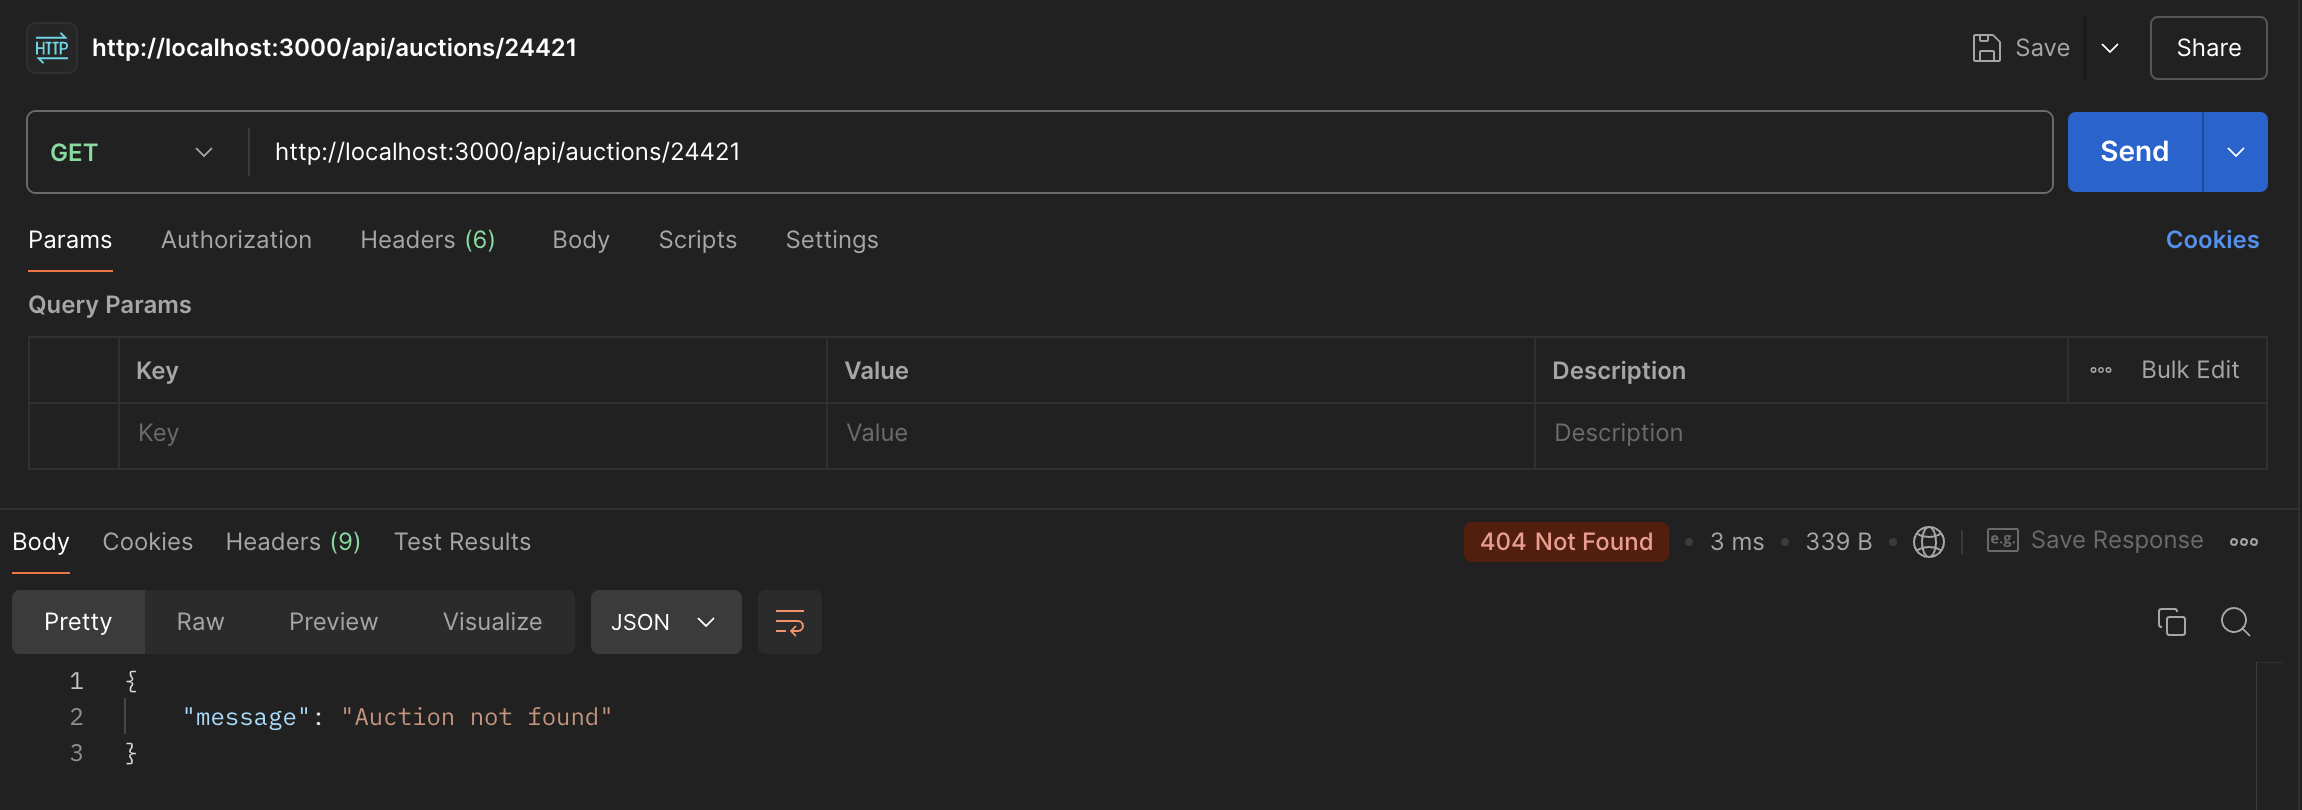 HTTP http://localhost:3000/api/auctions/24421 Save Share
GET http://localhost:3000/api/auctions/24421 Send
Params Authorization Headers (6) Body Scripts Settings Cookies
Query Params
Key Value Description Bulk Edit
Key Value Description
Body Cookies Headers (9) Test Results 404 Not Found • 3 ms • 339 B • e.g. Save Response
Pretty Raw Preview Visualize JSON
1 {
2 "message": "Auction not found"
3 }